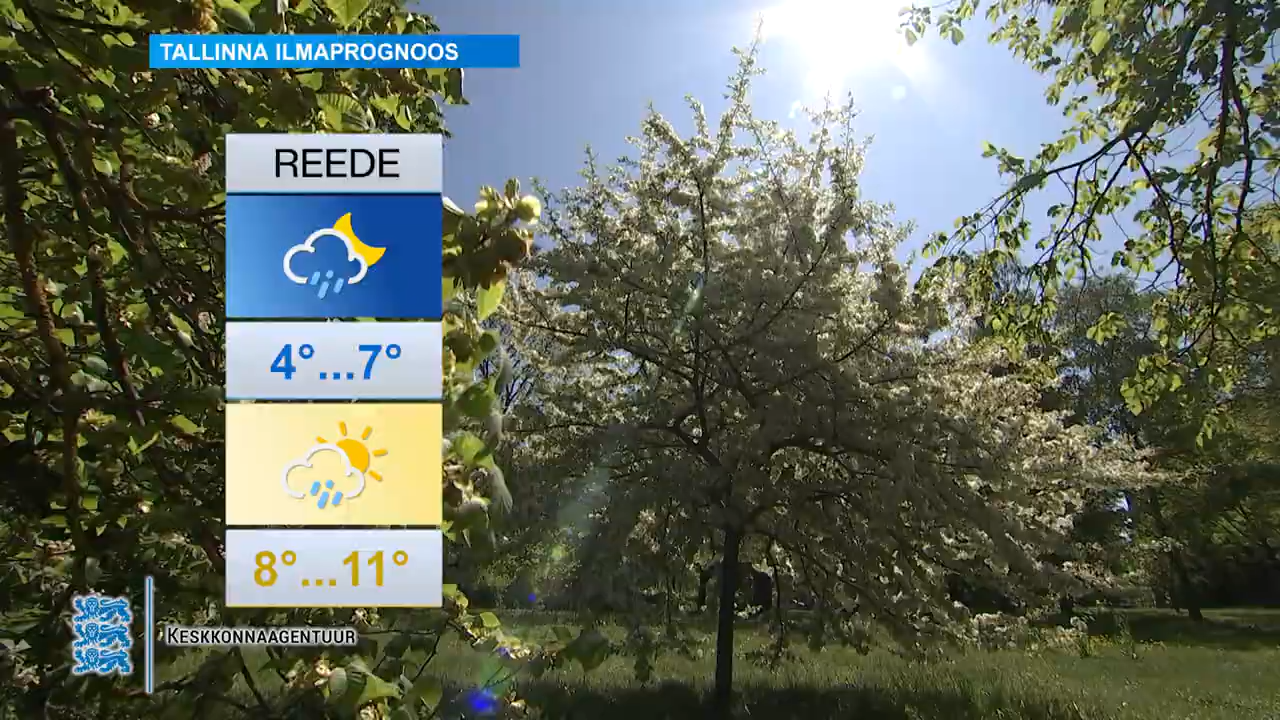 TALLINNA ILMAPROGNOOS
REEDE
4°...7°
8°...11°
KESKKONNAAGENTUUR